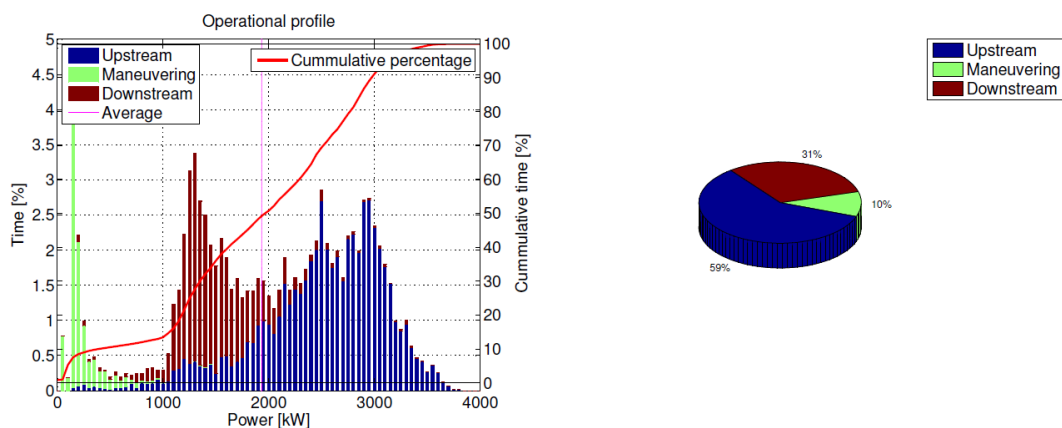 Operational profile
5
4.5
4
3.5
3
2.5
2
1.5
1
0.5
0
Time [%]
Upstream
Maneuvering
Downstream
Average
Cummulative percentage
100
90
80
70
60
50
40
30
20
10
0
Cummulative time [%]
0
1000
2000
3000
4000
Power [kW]
Upstream
Maneuvering
Downstream
31%
10%
59%